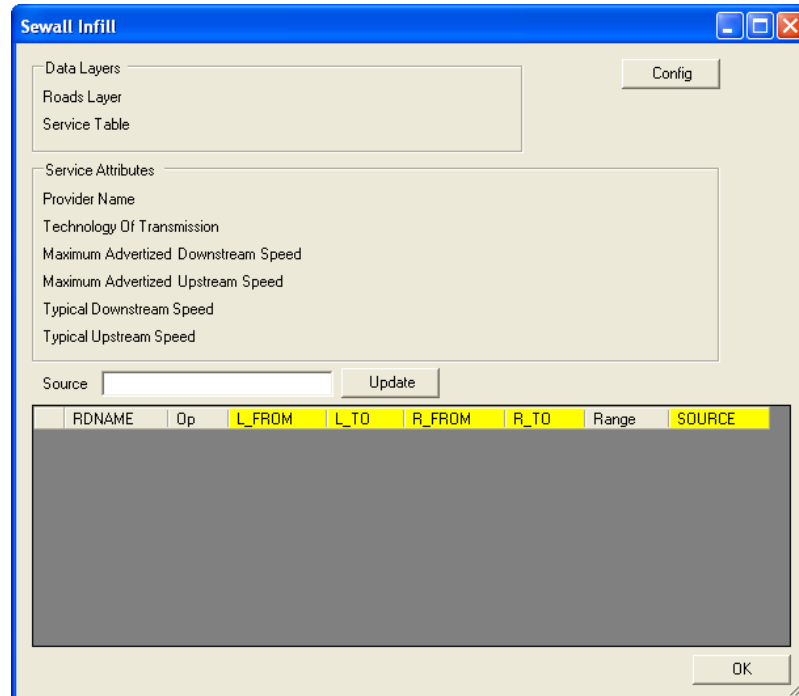 Sewall Infill
Data Layers
Config
Roads Layer
Service Table
Service Attributes
Provider Name
Technology Of Transmission
Maximum Advertized Downstream Speed
Maximum Advertized Upstream Speed
Typical Downstream Speed
Typical Upstream Speed
Source Update
RDNAME Op L_FROM L_TO R_FROM R_TO Range SOURCE
OK